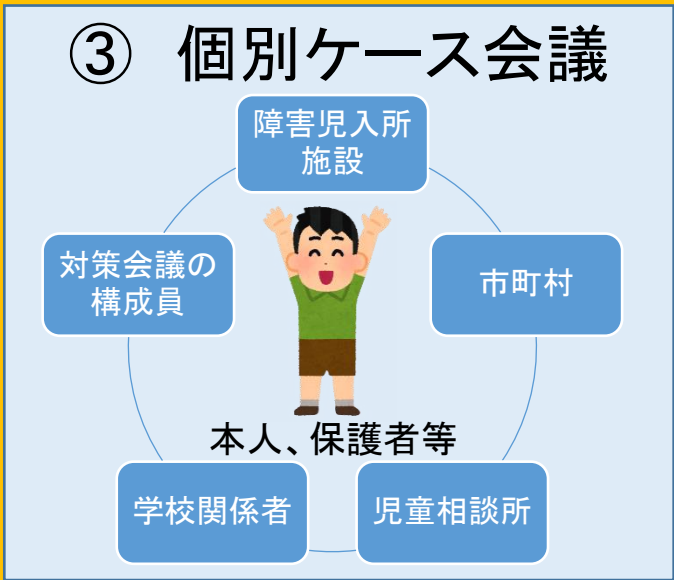 ③　個別ケース会議
障害児入所
施設
対策会議の
構成員
市町村
本人、保護者等
学校関係者
児童相談所